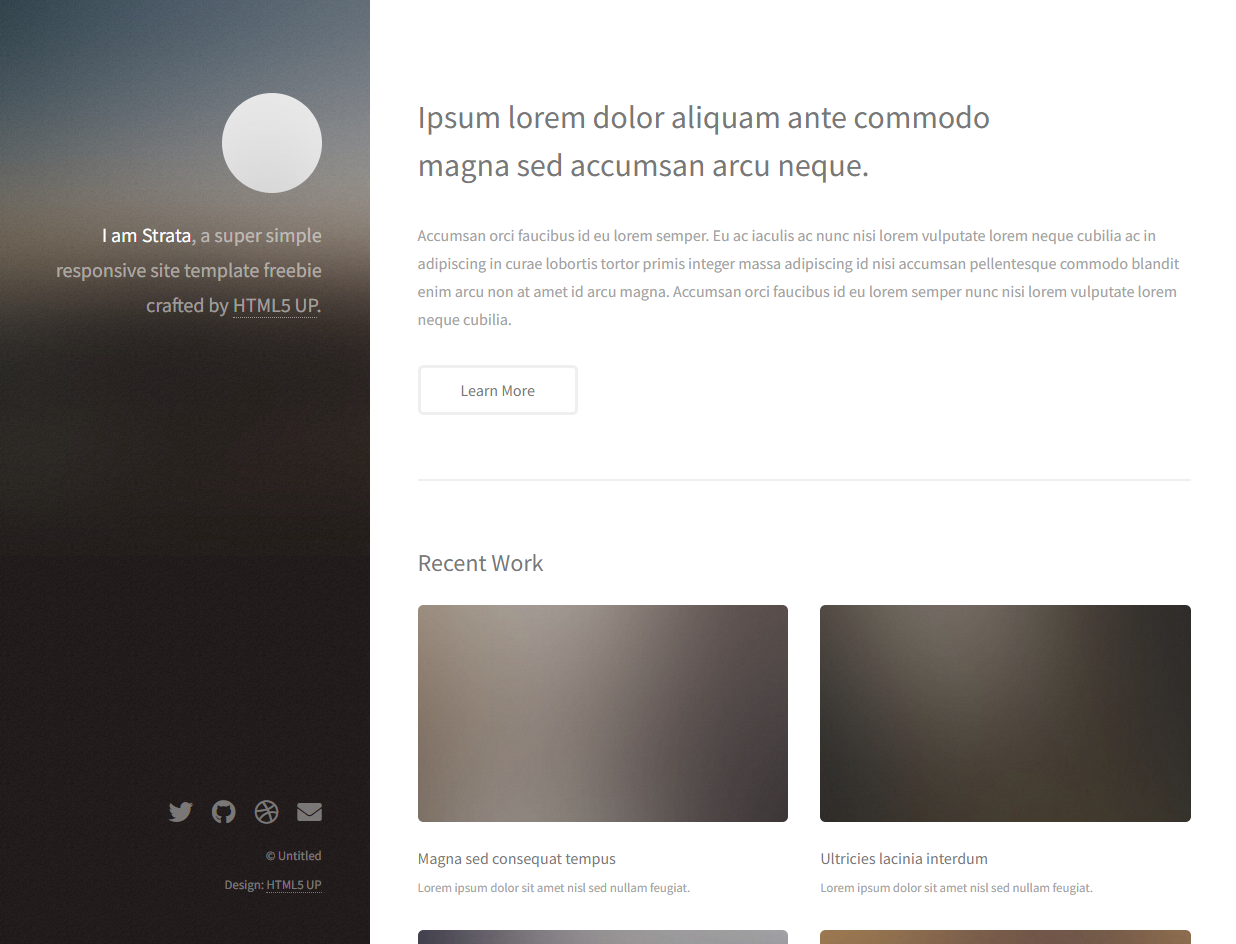 I am Strata, a super simple
responsive site template freebie
crafted by HTML5 UP.
© Untitled
Design: HTML5 UP
Ipsum lorem dolor aliquam ante commodo
magna sed accumsan arcu neque.
Accumsan orci faucibus id eu lorem semper. Eu ac iaculis ac nunc nisi lorem vulputate lorem neque cubilia ac in
adipiscing in curae lobortis tortor primis integer massa adipiscing id nisi accumsan pellentesque commodo blandit
enim arcu non at amet id arcu magna. Accumsan orci faucibus id eu lorem semper nunc nisi lorem vulputate lorem
neque cubilia.
Learn More
Recent Work
Magna sed consequat tempus
Lorem ipsum dolor sit amet nisl sed nullam feugiat.
Ultricies lacinia interdum
Lorem ipsum dolor sit amet nisl sed nullam feugiat.